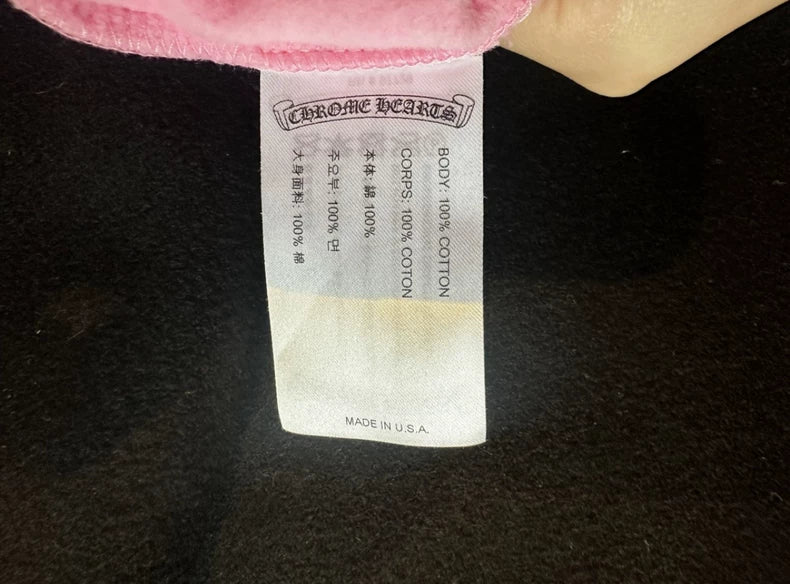 CHROME HEARTS
BODY: 100% COTTON
CORPS: 100% COTON
本体: 綿 100%
주요부: 100% 면
大身面料: 100% 棉
MADE IN U.S.A.